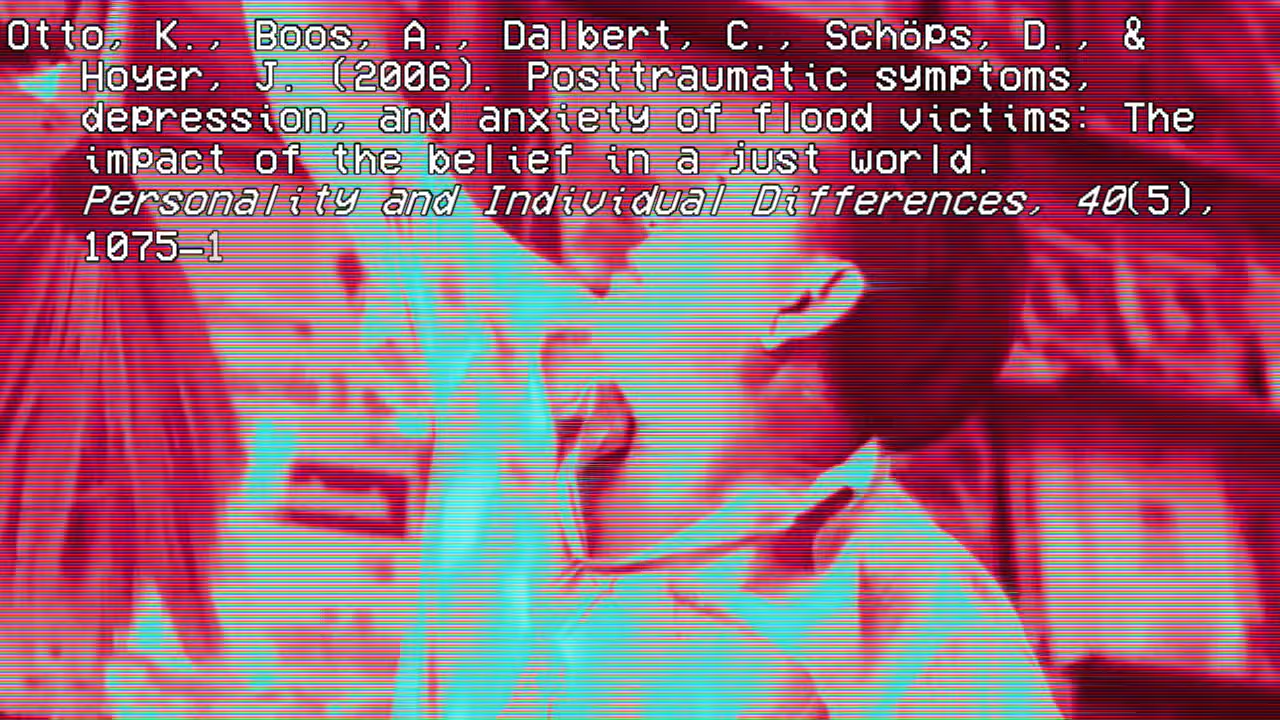 Otto, K., Boos, A., Dalbert, C., Schöps, D., &
Hoyer, J. (2006). Posttraumatic symptoms,
depression, and anxiety of flood victims: The
impact of the belief in a just world.
Personality and Individual Differences, 40(5),
1075–1